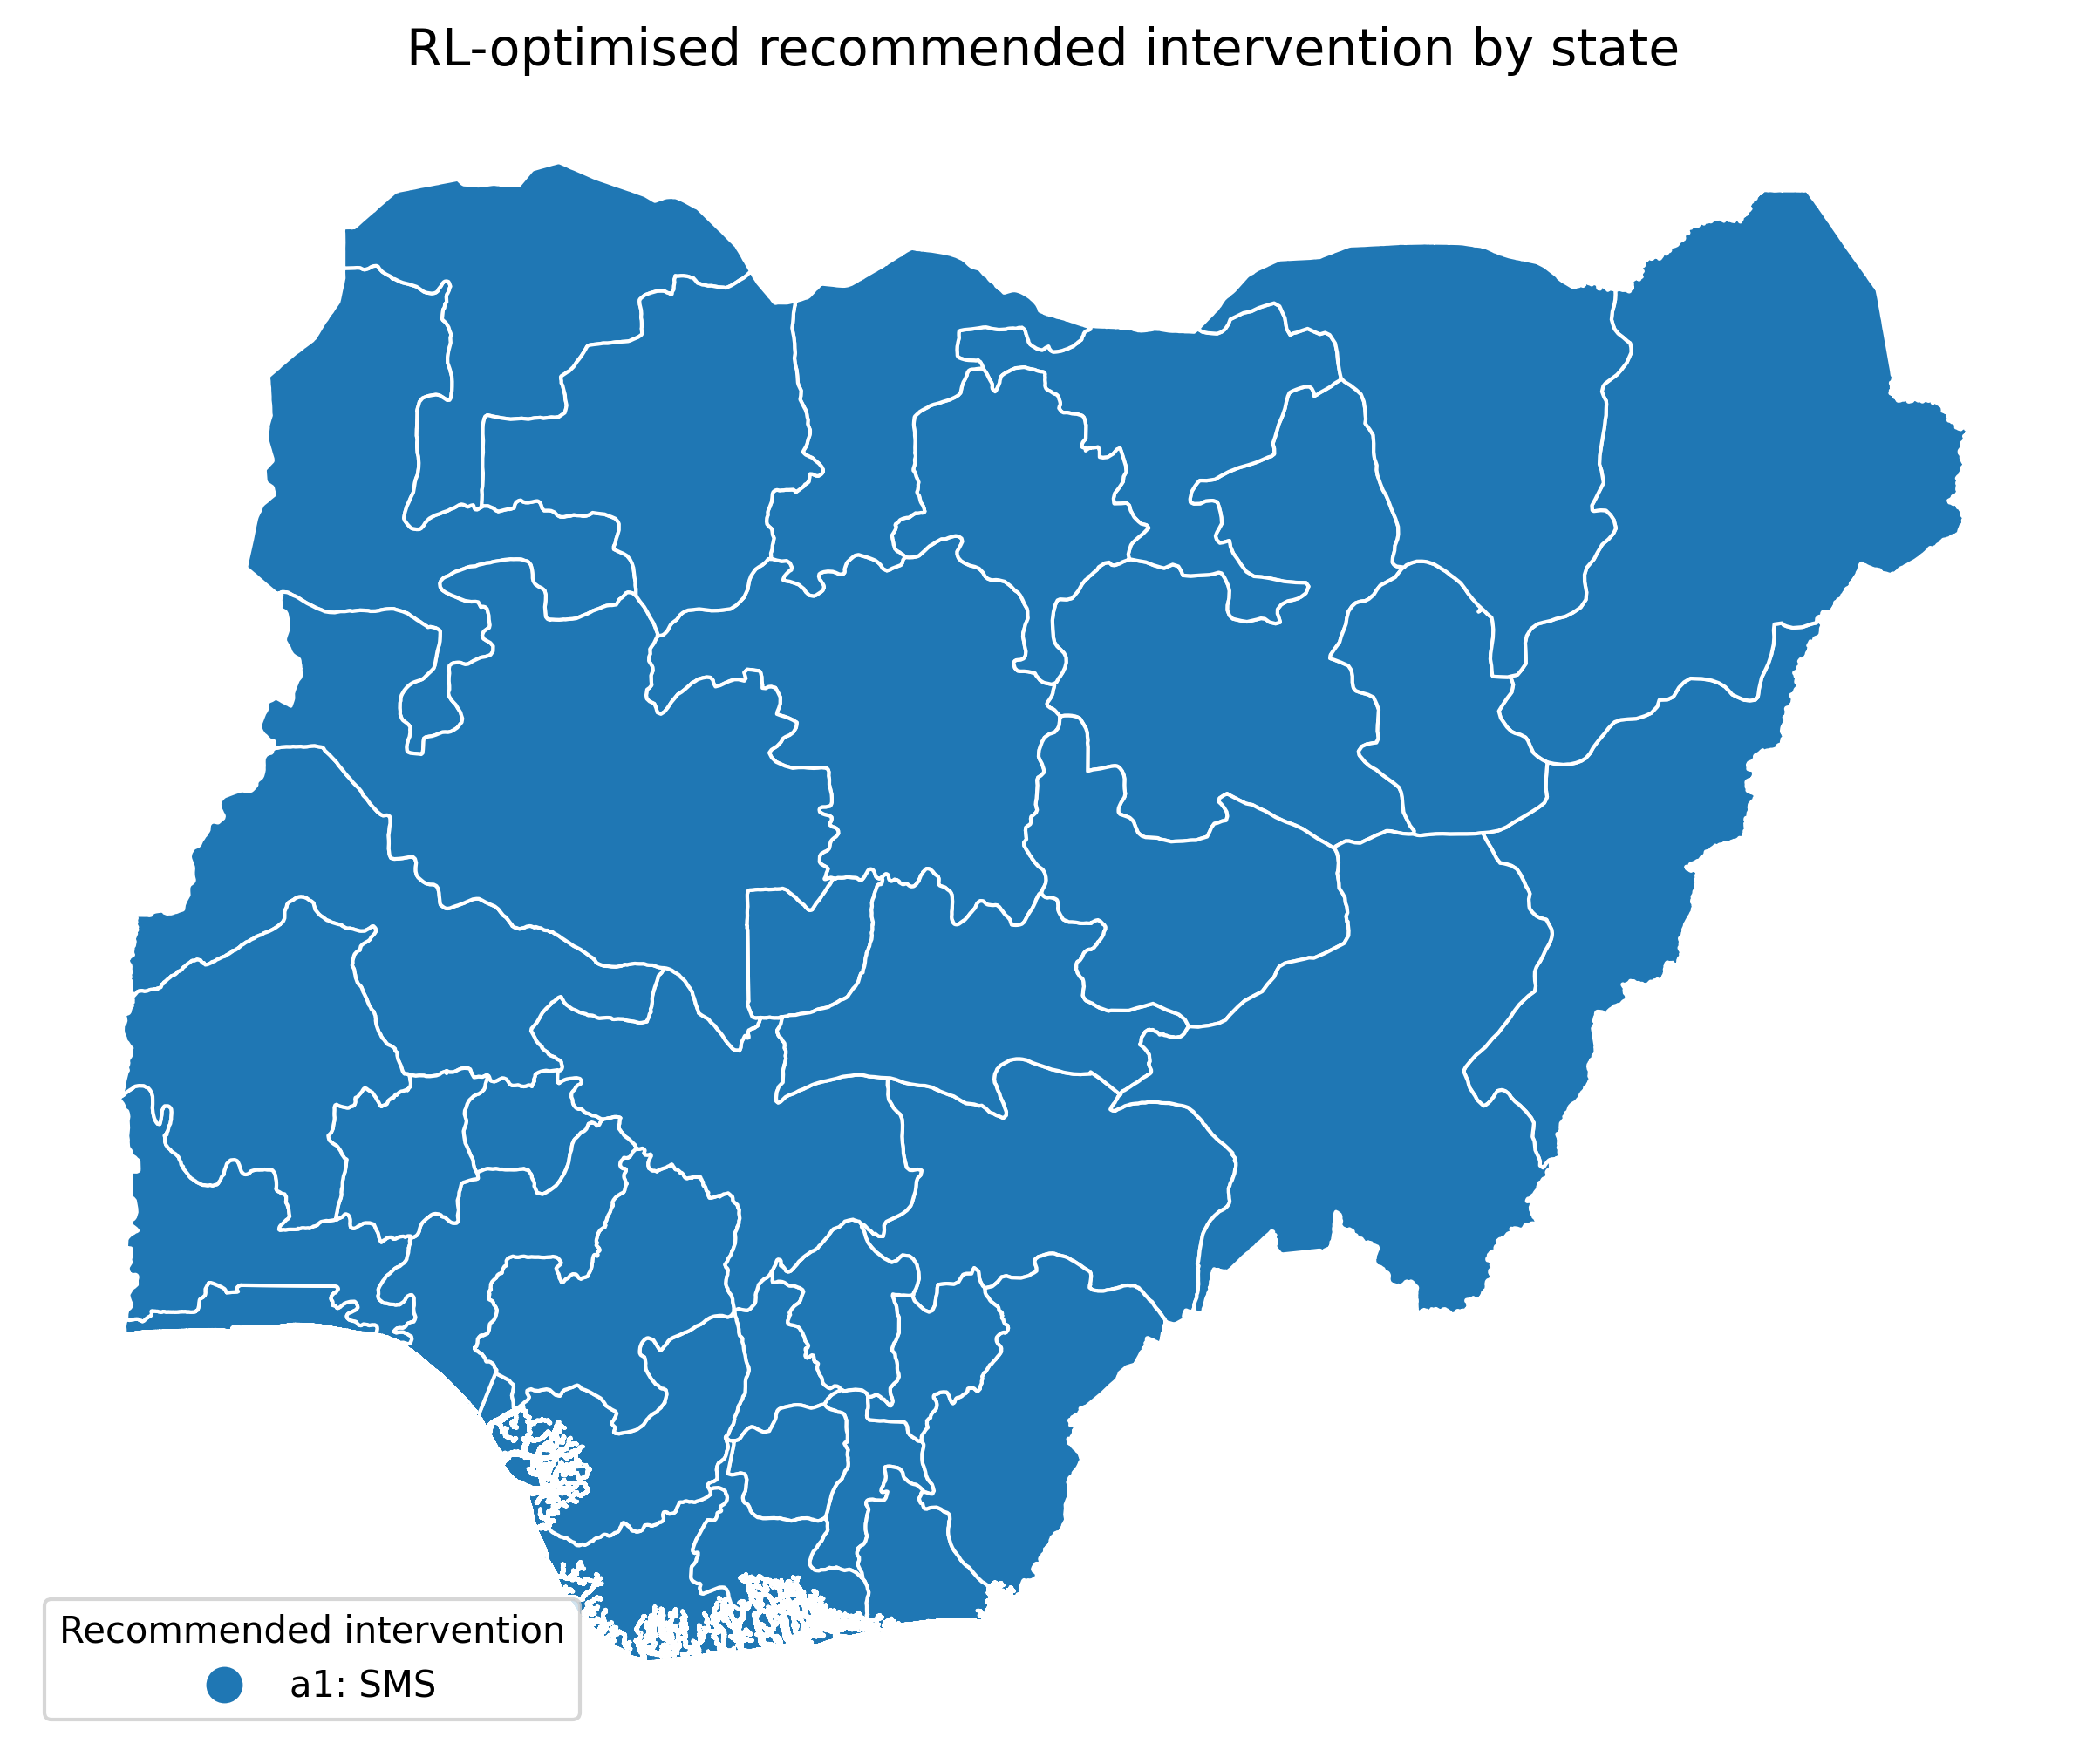 RL-optimised recommended intervention by state
Recommended intervention
a1: SMS